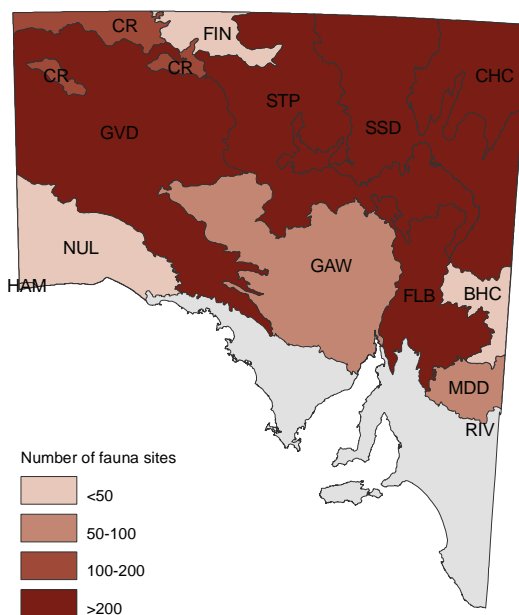 CR
FIN
CR
CR
CHC
STP
SSD
GVD
NUL
GAW
HAM
FLB
BHC
MDD
RIV
Number of fauna sites
<50
50-100
100-200
>200